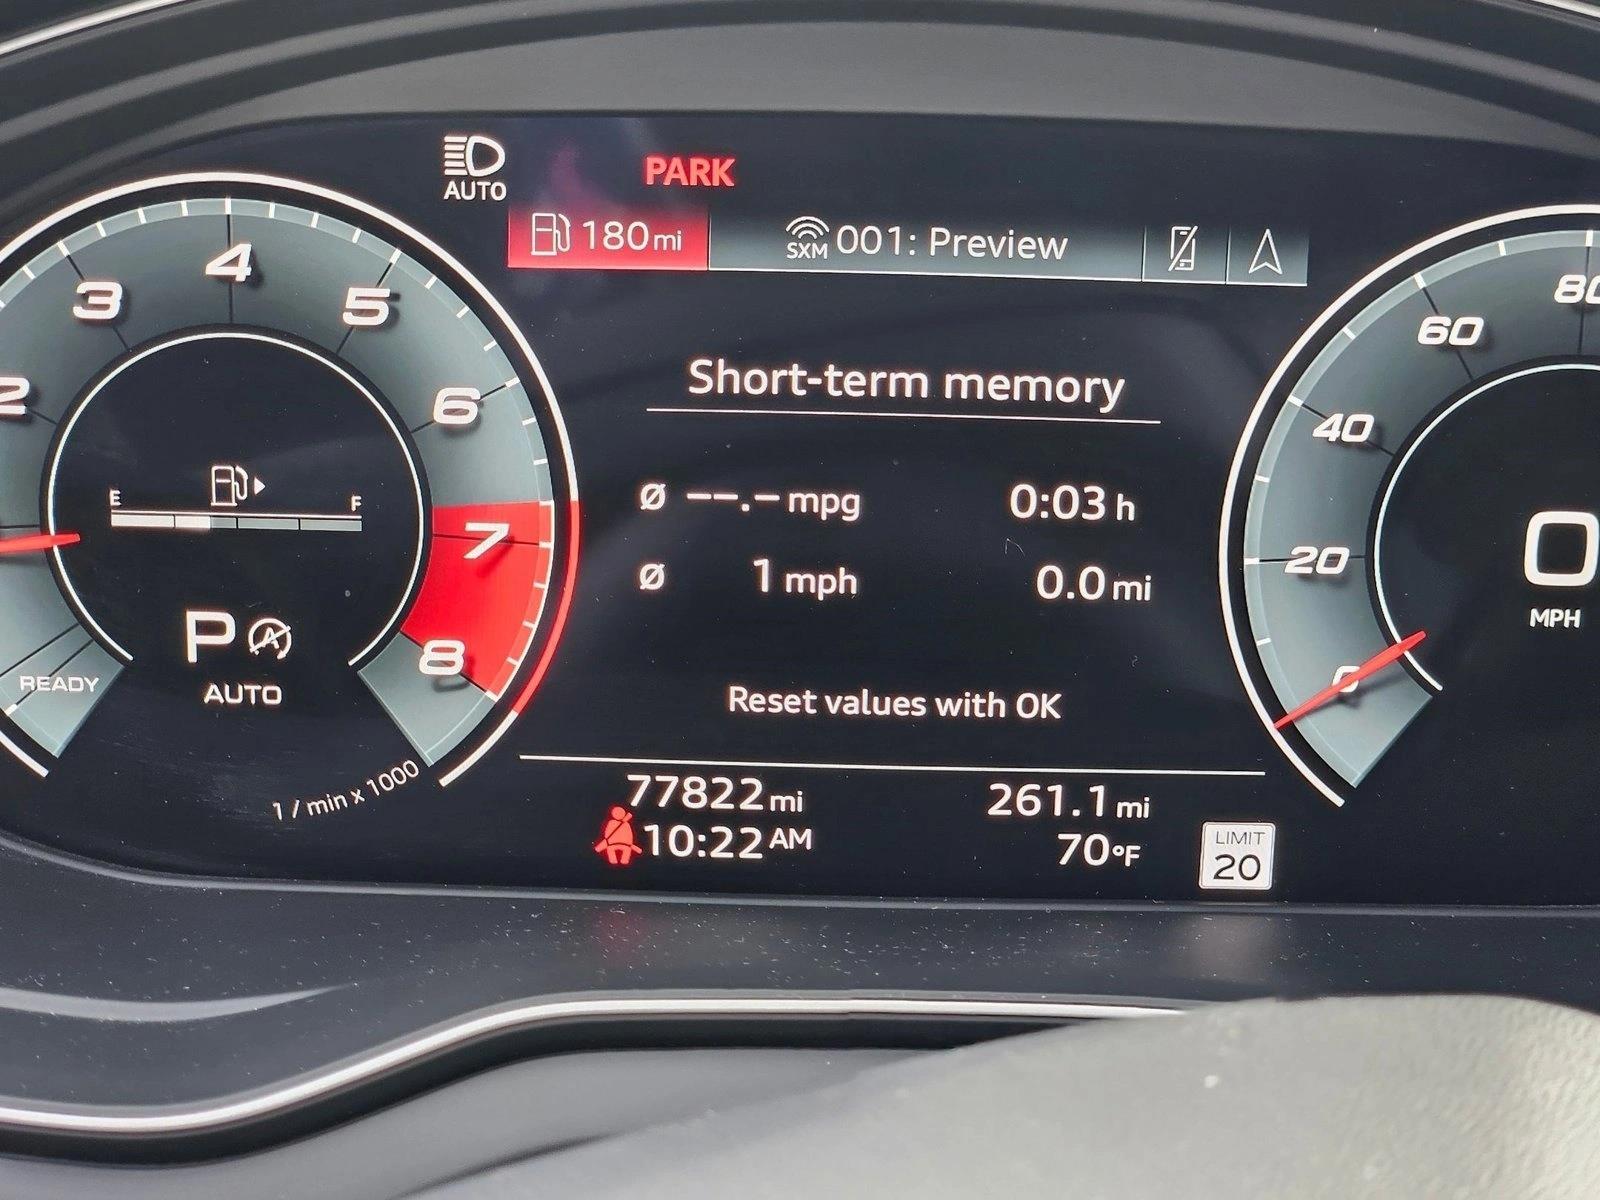 AUTO
PARK
180 mi
SXM 001: Preview
2 3 4 5 6 7 8
E F
P A
AUTO
READY
1 / min x 1000
Short-term memory
Ø --.- mpg 0:03 h
Ø 1 mph 0.0 mi
Reset values with OK
77822 mi 261.1 mi
10:22 AM 70°F
LIMIT
20
0 20 40 60 80
0
MPH